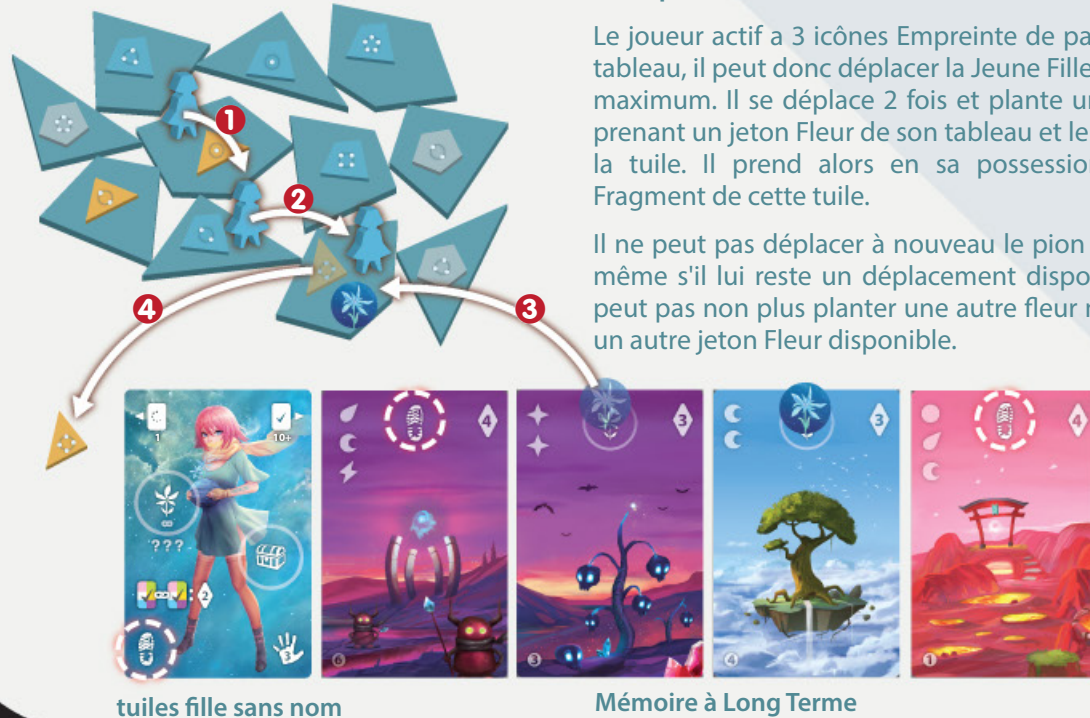 Le joueur actif a 3 icônes Empreinte de pa
tableau, il peut donc déplacer la Jeune Fille
maximum. Il se déplace 2 fois et plante u
prenant un jeton Fleur de son tableau et le
la tuile. Il prend alors en sa possessio
Fragment de cette tuile.
Il ne peut pas déplacer à nouveau le pion
même s'il lui reste un déplacement dispo
peut pas non plus planter une autre fleur
un autre jeton Fleur disponible.
1
2
3
4
1
10+
∞
???
2
3
4
6
3
3
3
4
4
1
tuiles fille sans nom
Mémoire à Long Terme